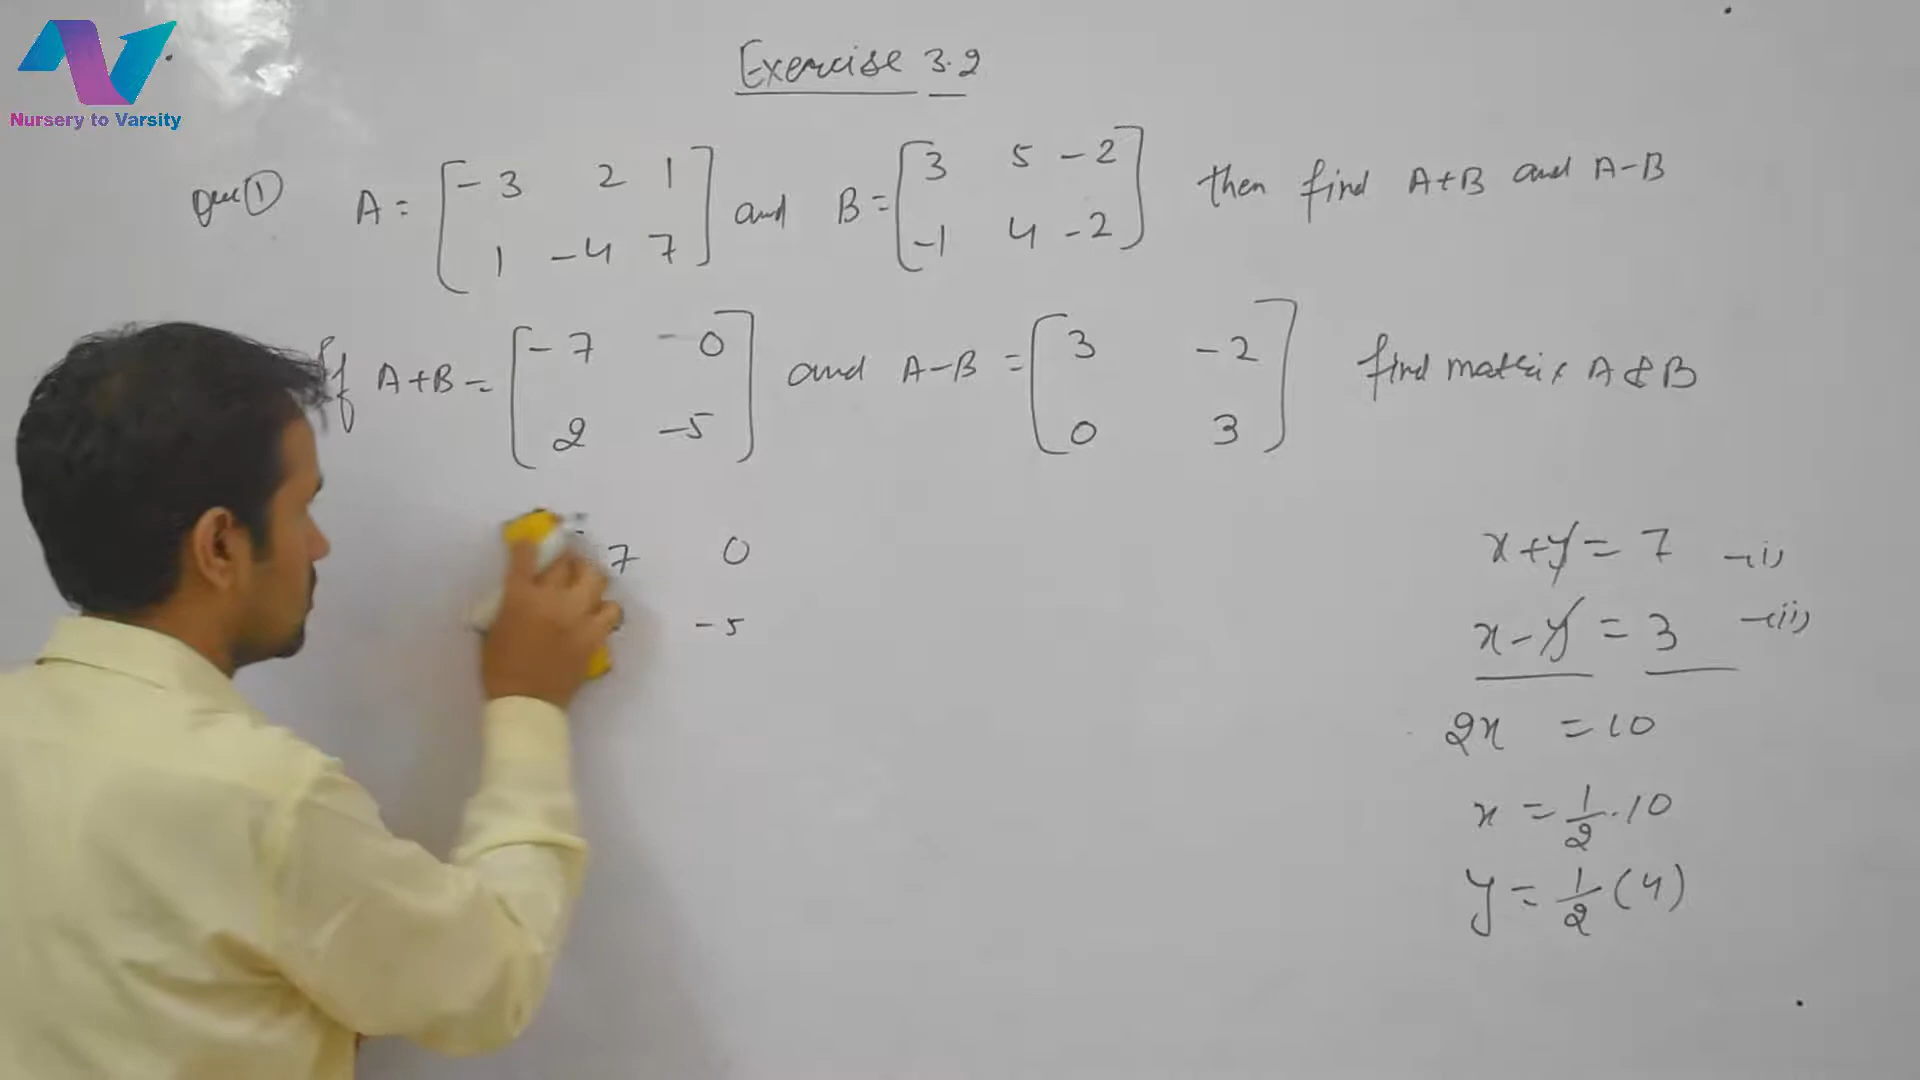 Nursery to Varsity
Exercise 3.2
Que ① A = [ -3 2 1 ] and B = [ 3 5 -2 ] then find A+B and A-B
1 -4 7 -1 4 -2
If A+B = [ -7 -0 ] and A-B = [ 3 -2 ] find matrix A & B
2 -5 0 3
7 0
-5
x+y = 7 -(i)
x-y = 3 -(ii)
2x = 10
x = 1/2 . 10
y = 1/2 (4)